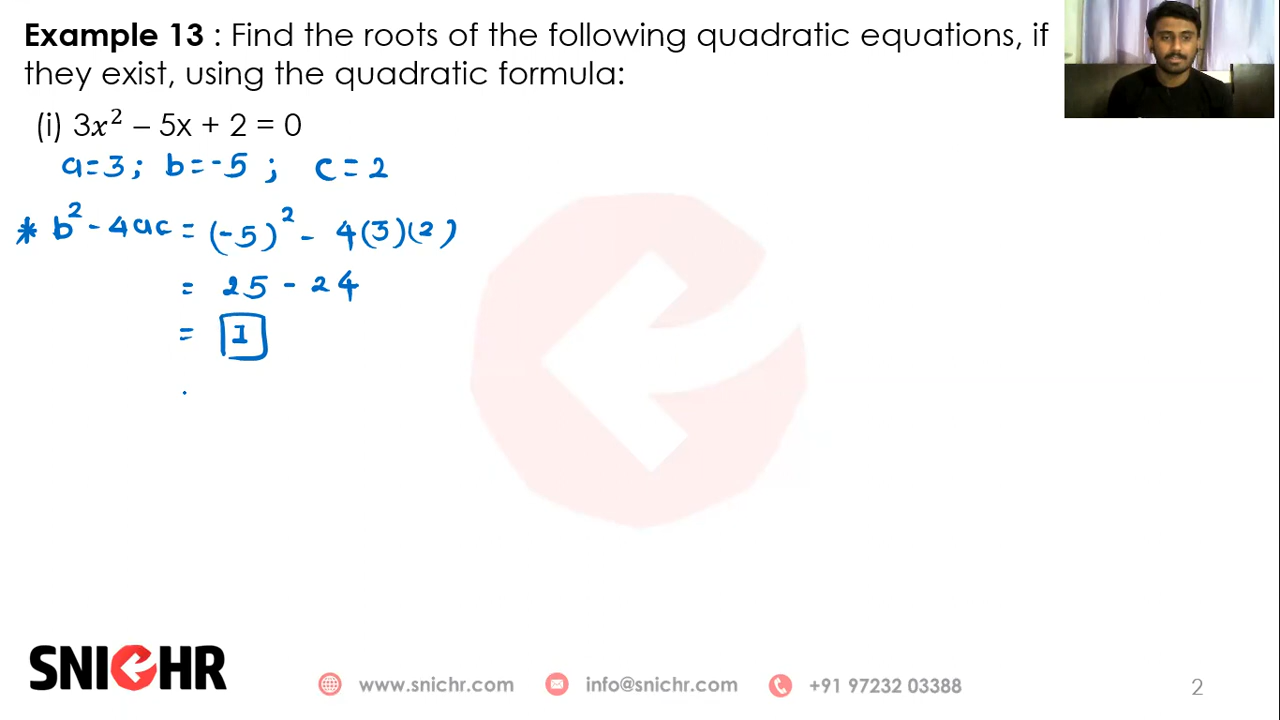 Example 13 : Find the roots of the following quadratic equations, if
they exist, using the quadratic formula:
(i) 3x² – 5x + 2 = 0
a=3; b=-5 ; c=2
* b² - 4ac = (-5)² - 4(3)(2)
= 25 - 24
= 1
SNICHR
www.snichr.com info@snichr.com +91 97232 03388
2